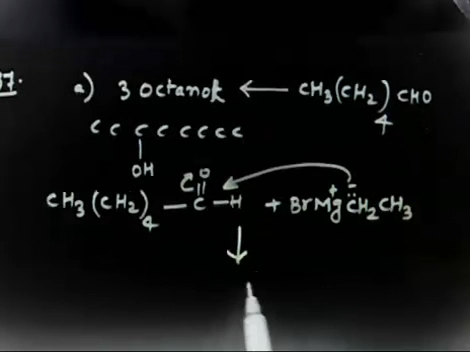 37. a) 3 octanol ← CH₃(CH₂)₄CHO
C C C C C C C C
OH
O
CH₃(CH₂)₄ — C — H + BrMg⁺ :⁻CH₂CH₃